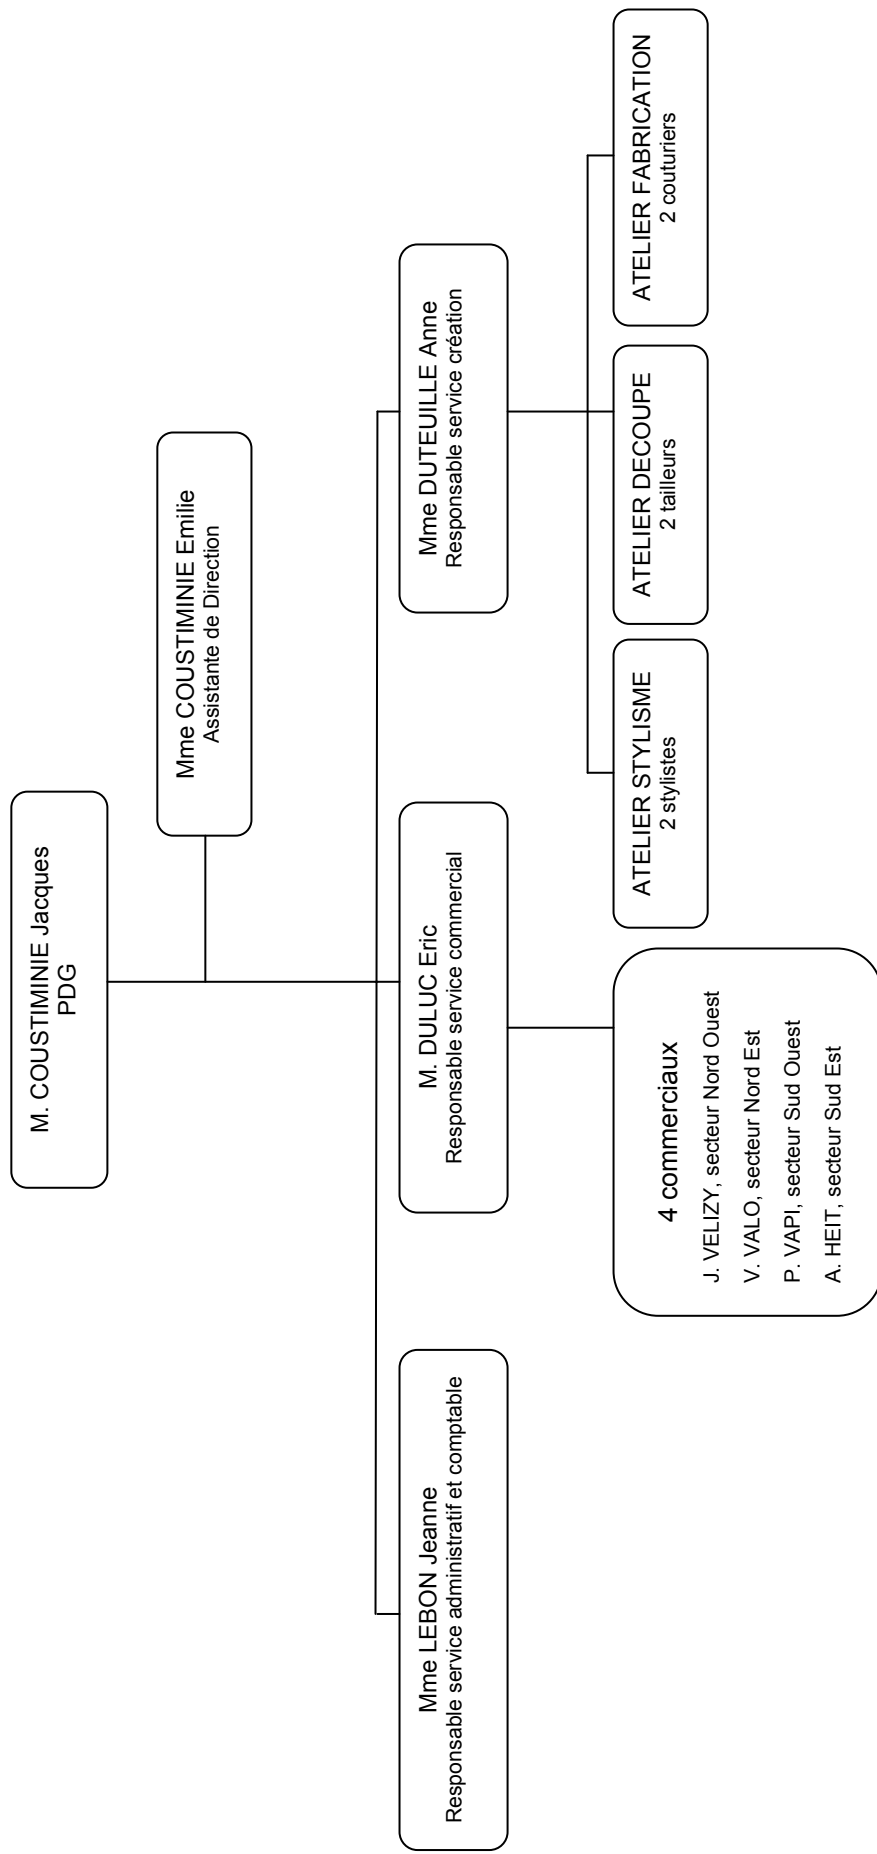 M. COUSTIMINIE Jacques
PDG
Mme COUSTIMINIE Emilie
Assistante de Direction
Mme LEBON Jeanne
Responsable service administratif et comptable
M. DULUC Eric
Responsable service commercial
Mme DUTEUILLE Anne
Responsable service création
4 commerciaux
J. VELIZY, secteur Nord Ouest
V. VALO, secteur Nord Est
P. VAPI, secteur Sud Ouest
A. HEIT, secteur Sud Est
ATELIER STYLISME
2 stylistes
ATELIER DECOUPE
2 tailleurs
ATELIER FABRICATION
2 couturiers